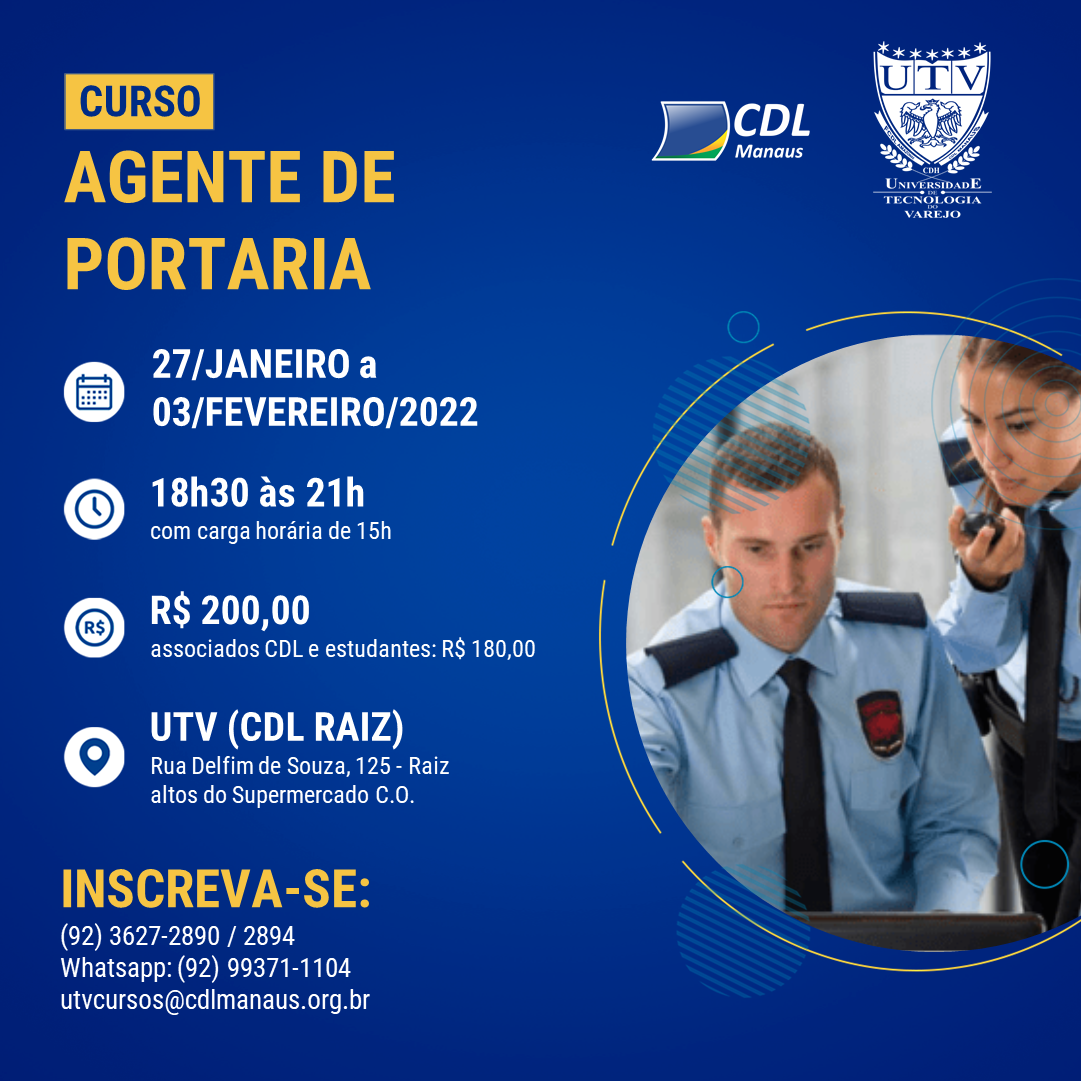 CURSO
AGENTE DE
PORTARIA
CDL
Manaus
UTV
CDH
UNIVERSIDADE
DE
TECNOLOGIA
DO
VAREJO
27/JANEIRO a
03/FEVEREIRO/2022
18h30 às 21h
com carga horária de 15h
R$
R$ 200,00
associados CDL e estudantes: R$ 180,00
UTV (CDL RAIZ)
Rua Delfim de Souza, 125 - Raiz
altos do Supermercado C.O.
INSCREVA-SE:
(92) 3627-2890 / 2894
Whatsapp: (92) 99371-1104
utvcursos@cdlmanaus.org.br